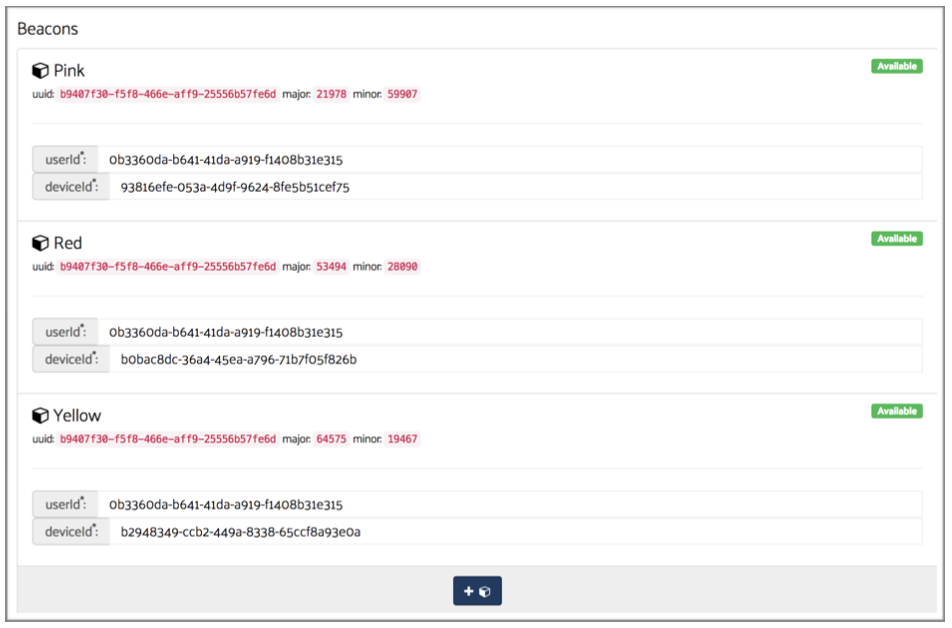 Beacons
Pink Available
uuid: b9407f30-f5f8-466e-aff9-25556b57fe6d major: 21978 minor: 59907
userId*: 0b3360da-b641-41da-a919-f1408b31e315
deviceId*: 93816efe-053a-4d9f-9624-8fe5b51cef75
Red Available
uuid: b9407f30-f5f8-466e-aff9-25556b57fe6d major: 53494 minor: 28090
userId*: 0b3360da-b641-41da-a919-f1408b31e315
deviceId*: b0bac8dc-36a4-45ea-a796-71b7f05f826b
Yellow Available
uuid: b9407f30-f5f8-466e-aff9-25556b57fe6d major: 64575 minor: 19467
userId*: 0b3360da-b641-41da-a919-f1408b31e315
deviceId*: b2948349-ccb2-449a-8338-65ccf8a93e0a
+